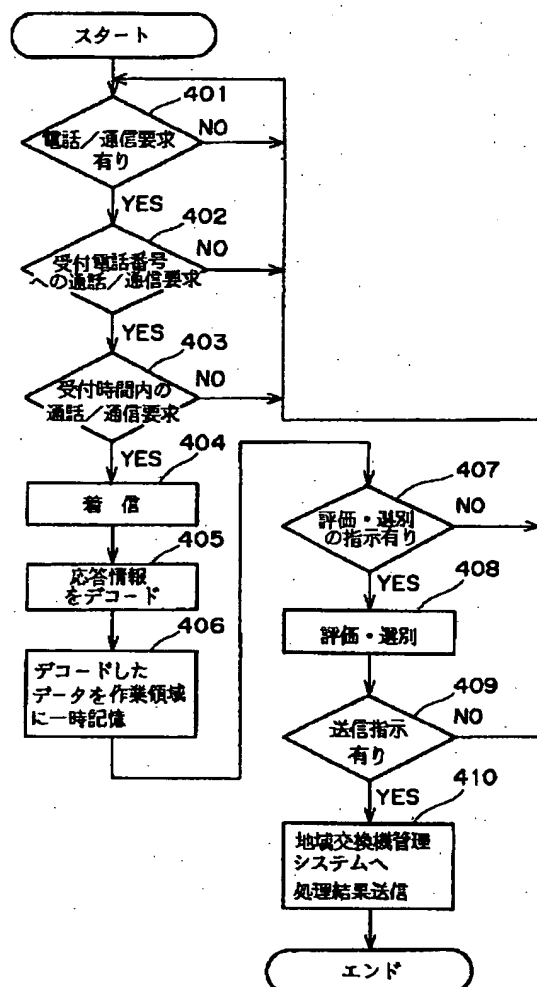 スタート
401
電話/通信要求
有り
NO
YES
402
受付電話番号
への通話/通信要求
NO
YES
403
受付時間内の
通話/通信要求
NO
YES
404
着 信
405
応答情報
をデコード
406
デコードした
データを作業領域
に一時記憶
407
評価・選別
の指示有り
NO
YES
408
評価・選別
409
送信指示
有り
NO
YES
410
地域交換機管理
システムへ
処理結果送信
エンド